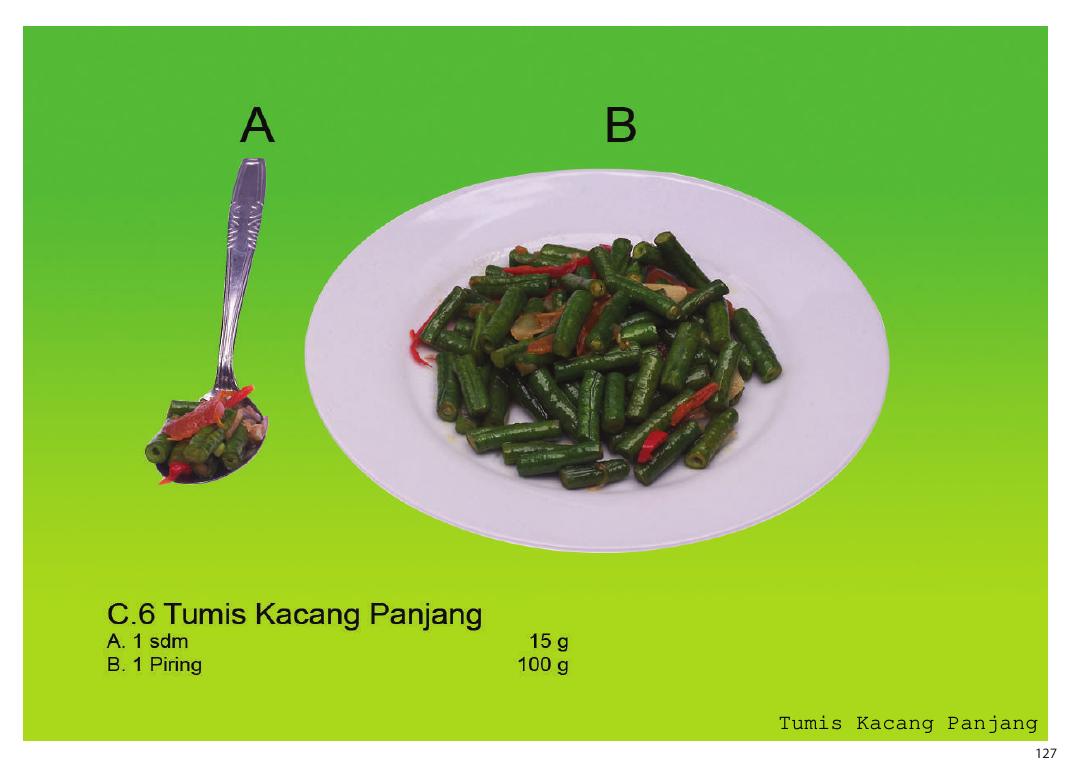 A
B
C.6 Tumis Kacang Panjang
A. 1 sdm 15 g
B. 1 Piring 100 g
Tumis Kacang Panjang
127